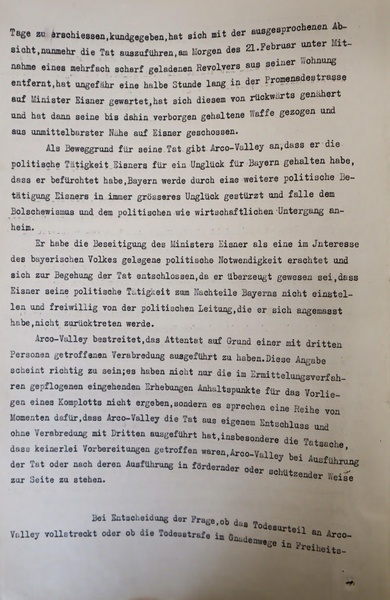 Tage zu erschiessen,kundgegeben,hat sich mit der ausgesprochenen Ab-
sicht,nunmehr die Tat auszuführen,am Morgen des 21.Februar unter Mit-
nahme eines mehrfach scharf geladenen Revolvers aus seiner Wohnung
entfernt,hat ungefähr eine halbe Stunde lang in der Promenadestrasse
auf Minister Eisner gewartet,hat sich diesem von rückwärts genähert
und hat dann seine bis dahin verborgen gehaltene Waffe gezogen und
aus unmittelbarster Nähe auf Eisner geschossen.
Als Beweggrund für seine Tat gibt Arco-Valley an,dass er die
politische Tätigkeit Eisners für ein Unglück für Bayern gehalten habe,
dass er befürchtet habe,Bayern werde durch eine weitere politische Be-
tätigung Eisners in immer grösseres Unglück gestürzt und falle dem
Bolschewismus und dem politischen wie wirtschaftlichen Untergang an-
heim.
Er habe die Beseitigung des Ministers Eisner als eine im Jnteresse
des bayerischen Volkes gelegene politische Notwendigkeit erachtet und
sich zur Begehung der Tat entschlossen,da er überzeugt gewesen sei,dass
Eisner seine politische Tätigkeit zum Nachteile Bayerns nicht einstel-
len und freiwillig von der politischen Leitung,die er sich angemasst
habe,nicht zurücktreten werde.
Arco-Valley bestreitet,das Attentat auf Grund einer mit dritten
Personen getroffenen Verabredung ausgeführt zu haben.Diese Angabe
scheint richtig zu sein;es haben nicht nur die im Ermittelungsverfah-
ren gepflogenen eingehenden Erhebungen Anhaltspunkte für das Vorlie-
gen eines Komplotts nicht ergeben,sondern es sprechen eine Reihe von
Momenten dafür,dass Arco-Valley die Tat aus eigenem Entschluss und
ohne Verabredung mit Dritten ausgeführt hat,insbesondere die Tatsache,
dass keinerlei Vorbereitungen getroffen waren,Arco-Valley bei Ausführung
der Tat oder nach deren Ausführung in fördernder oder schützender Weise
zur Seite zu stehen.
Bei Entscheidung der Frage,ob das Todesurteil an Arco-
Valley vollstreckt oder ob die Todesstrafe im Gnadenwege in Freiheits-